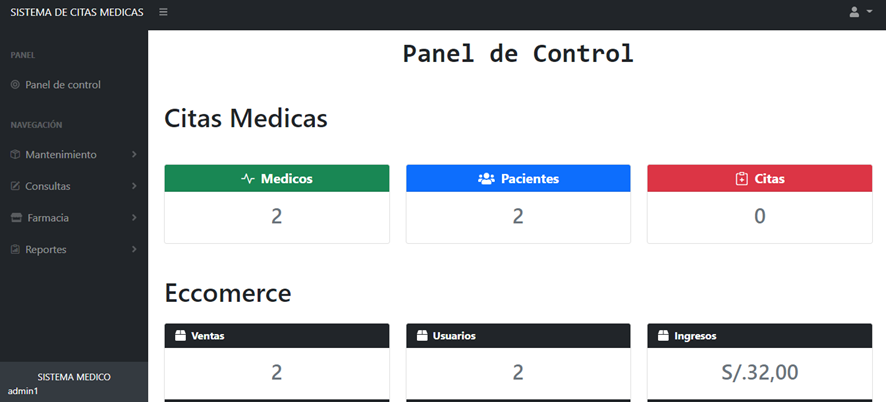 SISTEMA DE CITAS MEDICAS
PANEL
Panel de control
NAVEGACIÓN
Mantenimiento
Consultas
Farmacia
Reportes
SISTEMA MEDICO
admin1
Panel de Control
Citas Medicas
Medicos
2
Pacientes
2
Citas
0
Eccomerce
Ventas
2
Usuarios
2
Ingresos
S/.32,00